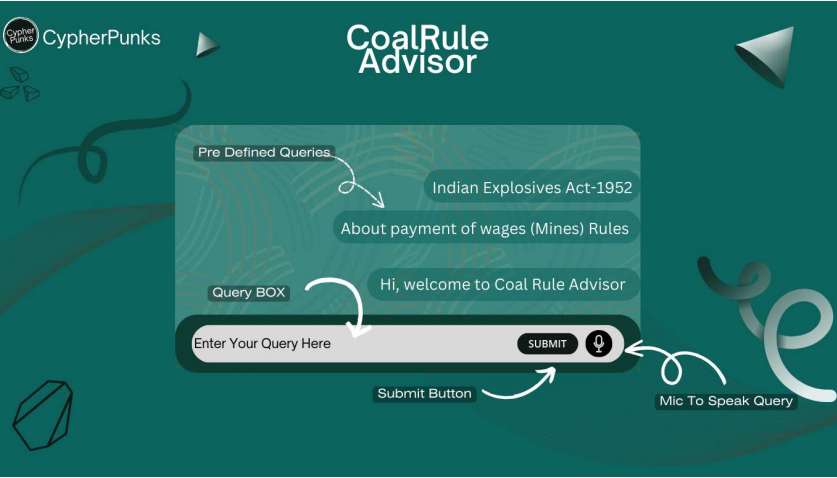 Cypher
Punks
CypherPunks
CoalRule
Advisor
Pre Defined Queries
Indian Explosives Act-1952
About payment of wages (Mines) Rules
Hi, welcome to Coal Rule Advisor
Query BOX
Enter Your Query Here
SUBMIT
Submit Button
Mic To Speak Query